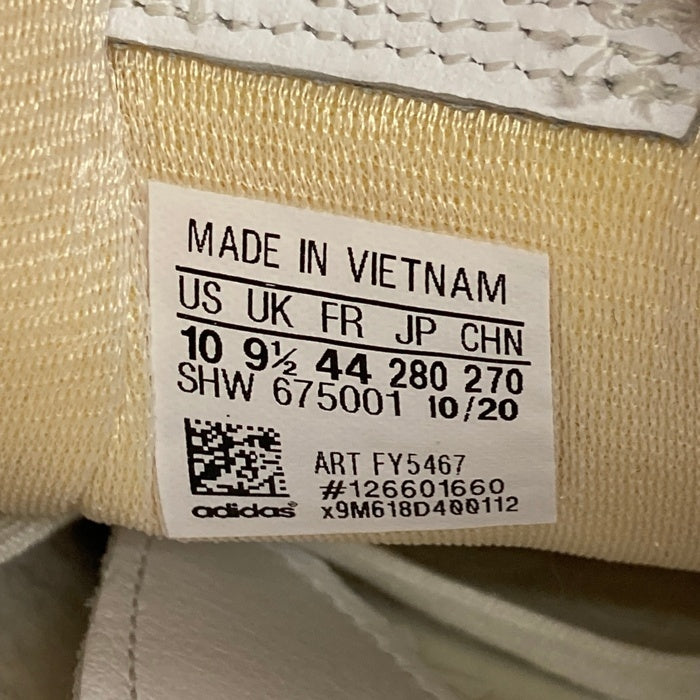 MADE IN VIETNAM
US UK FR JP CHN
10 9½ 44 280 270
SHW 675001 10/20
ART FY5467
#126601660
adidas x9M618D400112